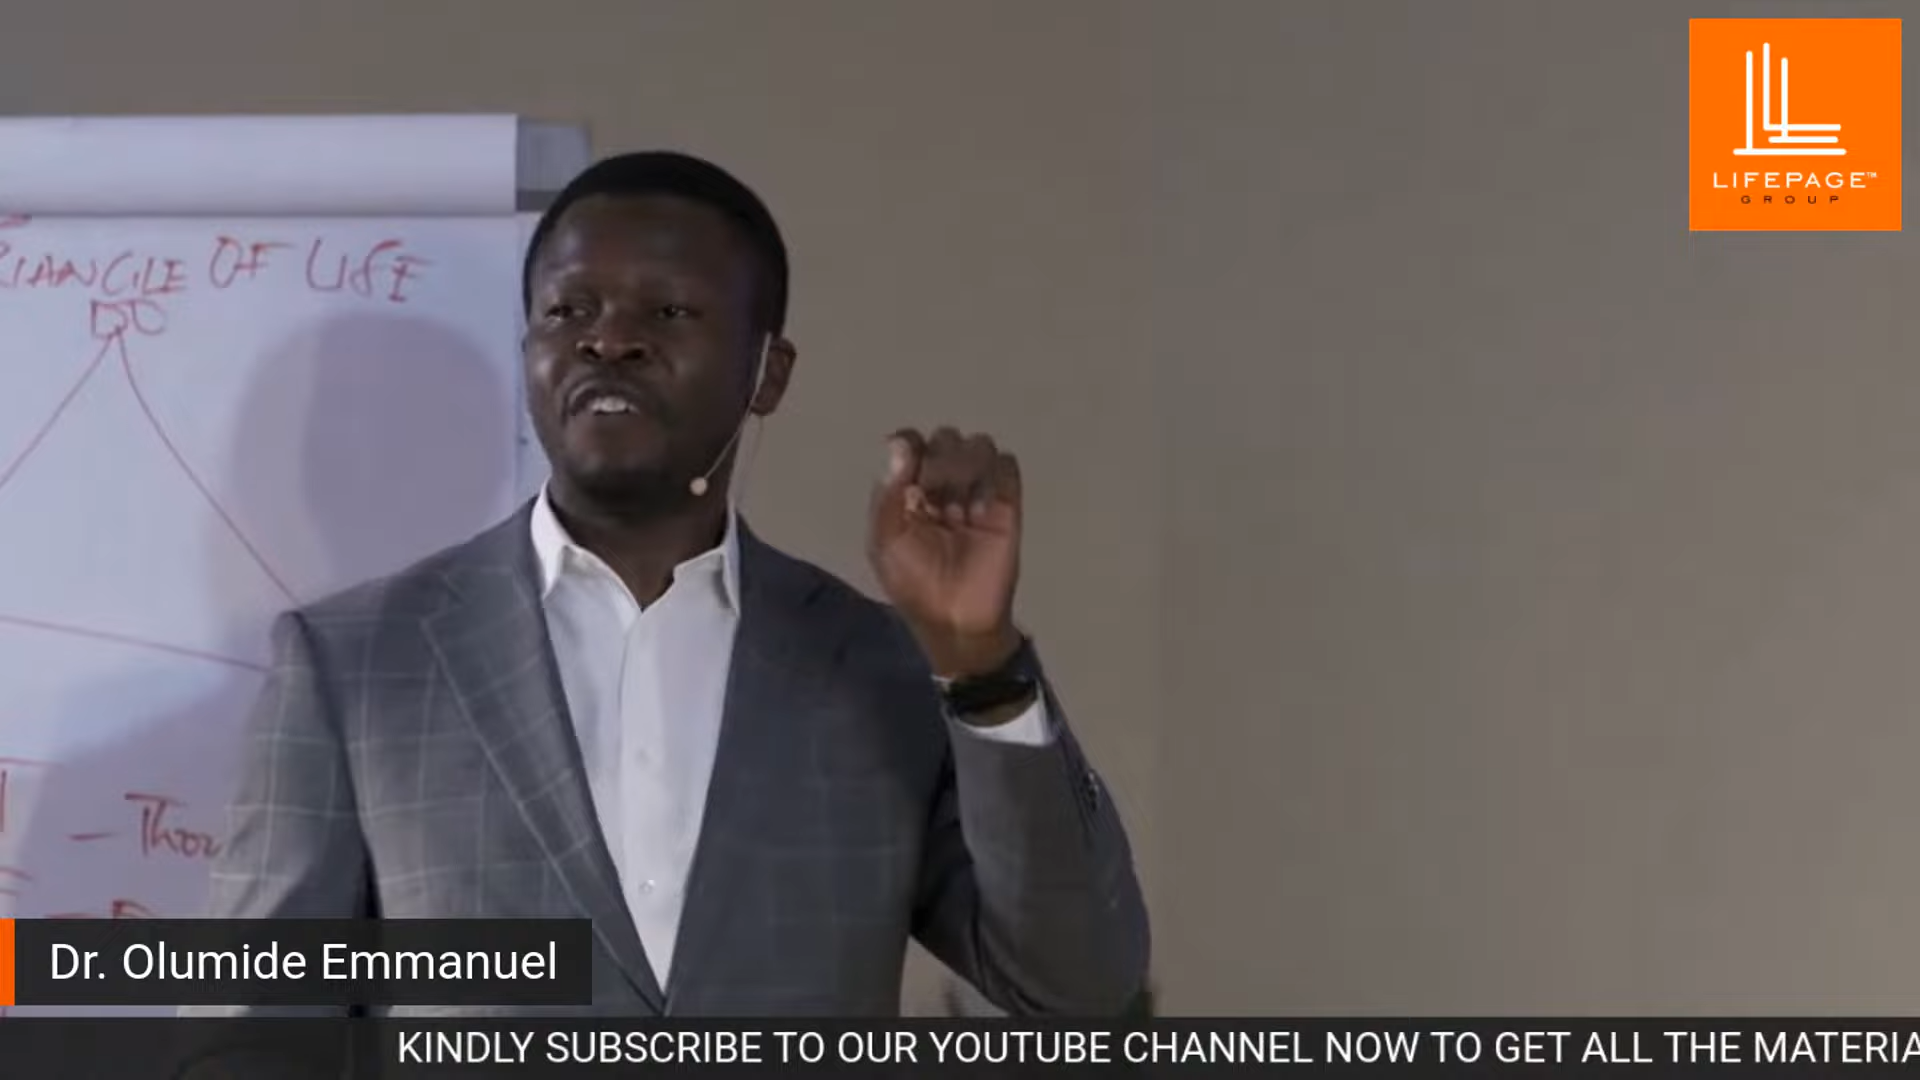 LIFEPAGE™
GROUP
RIANGLE OF LIFE
DO
– Thou
Dr. Olumide Emmanuel
KINDLY SUBSCRIBE TO OUR YOUTUBE CHANNEL NOW TO GET ALL THE MATERIA